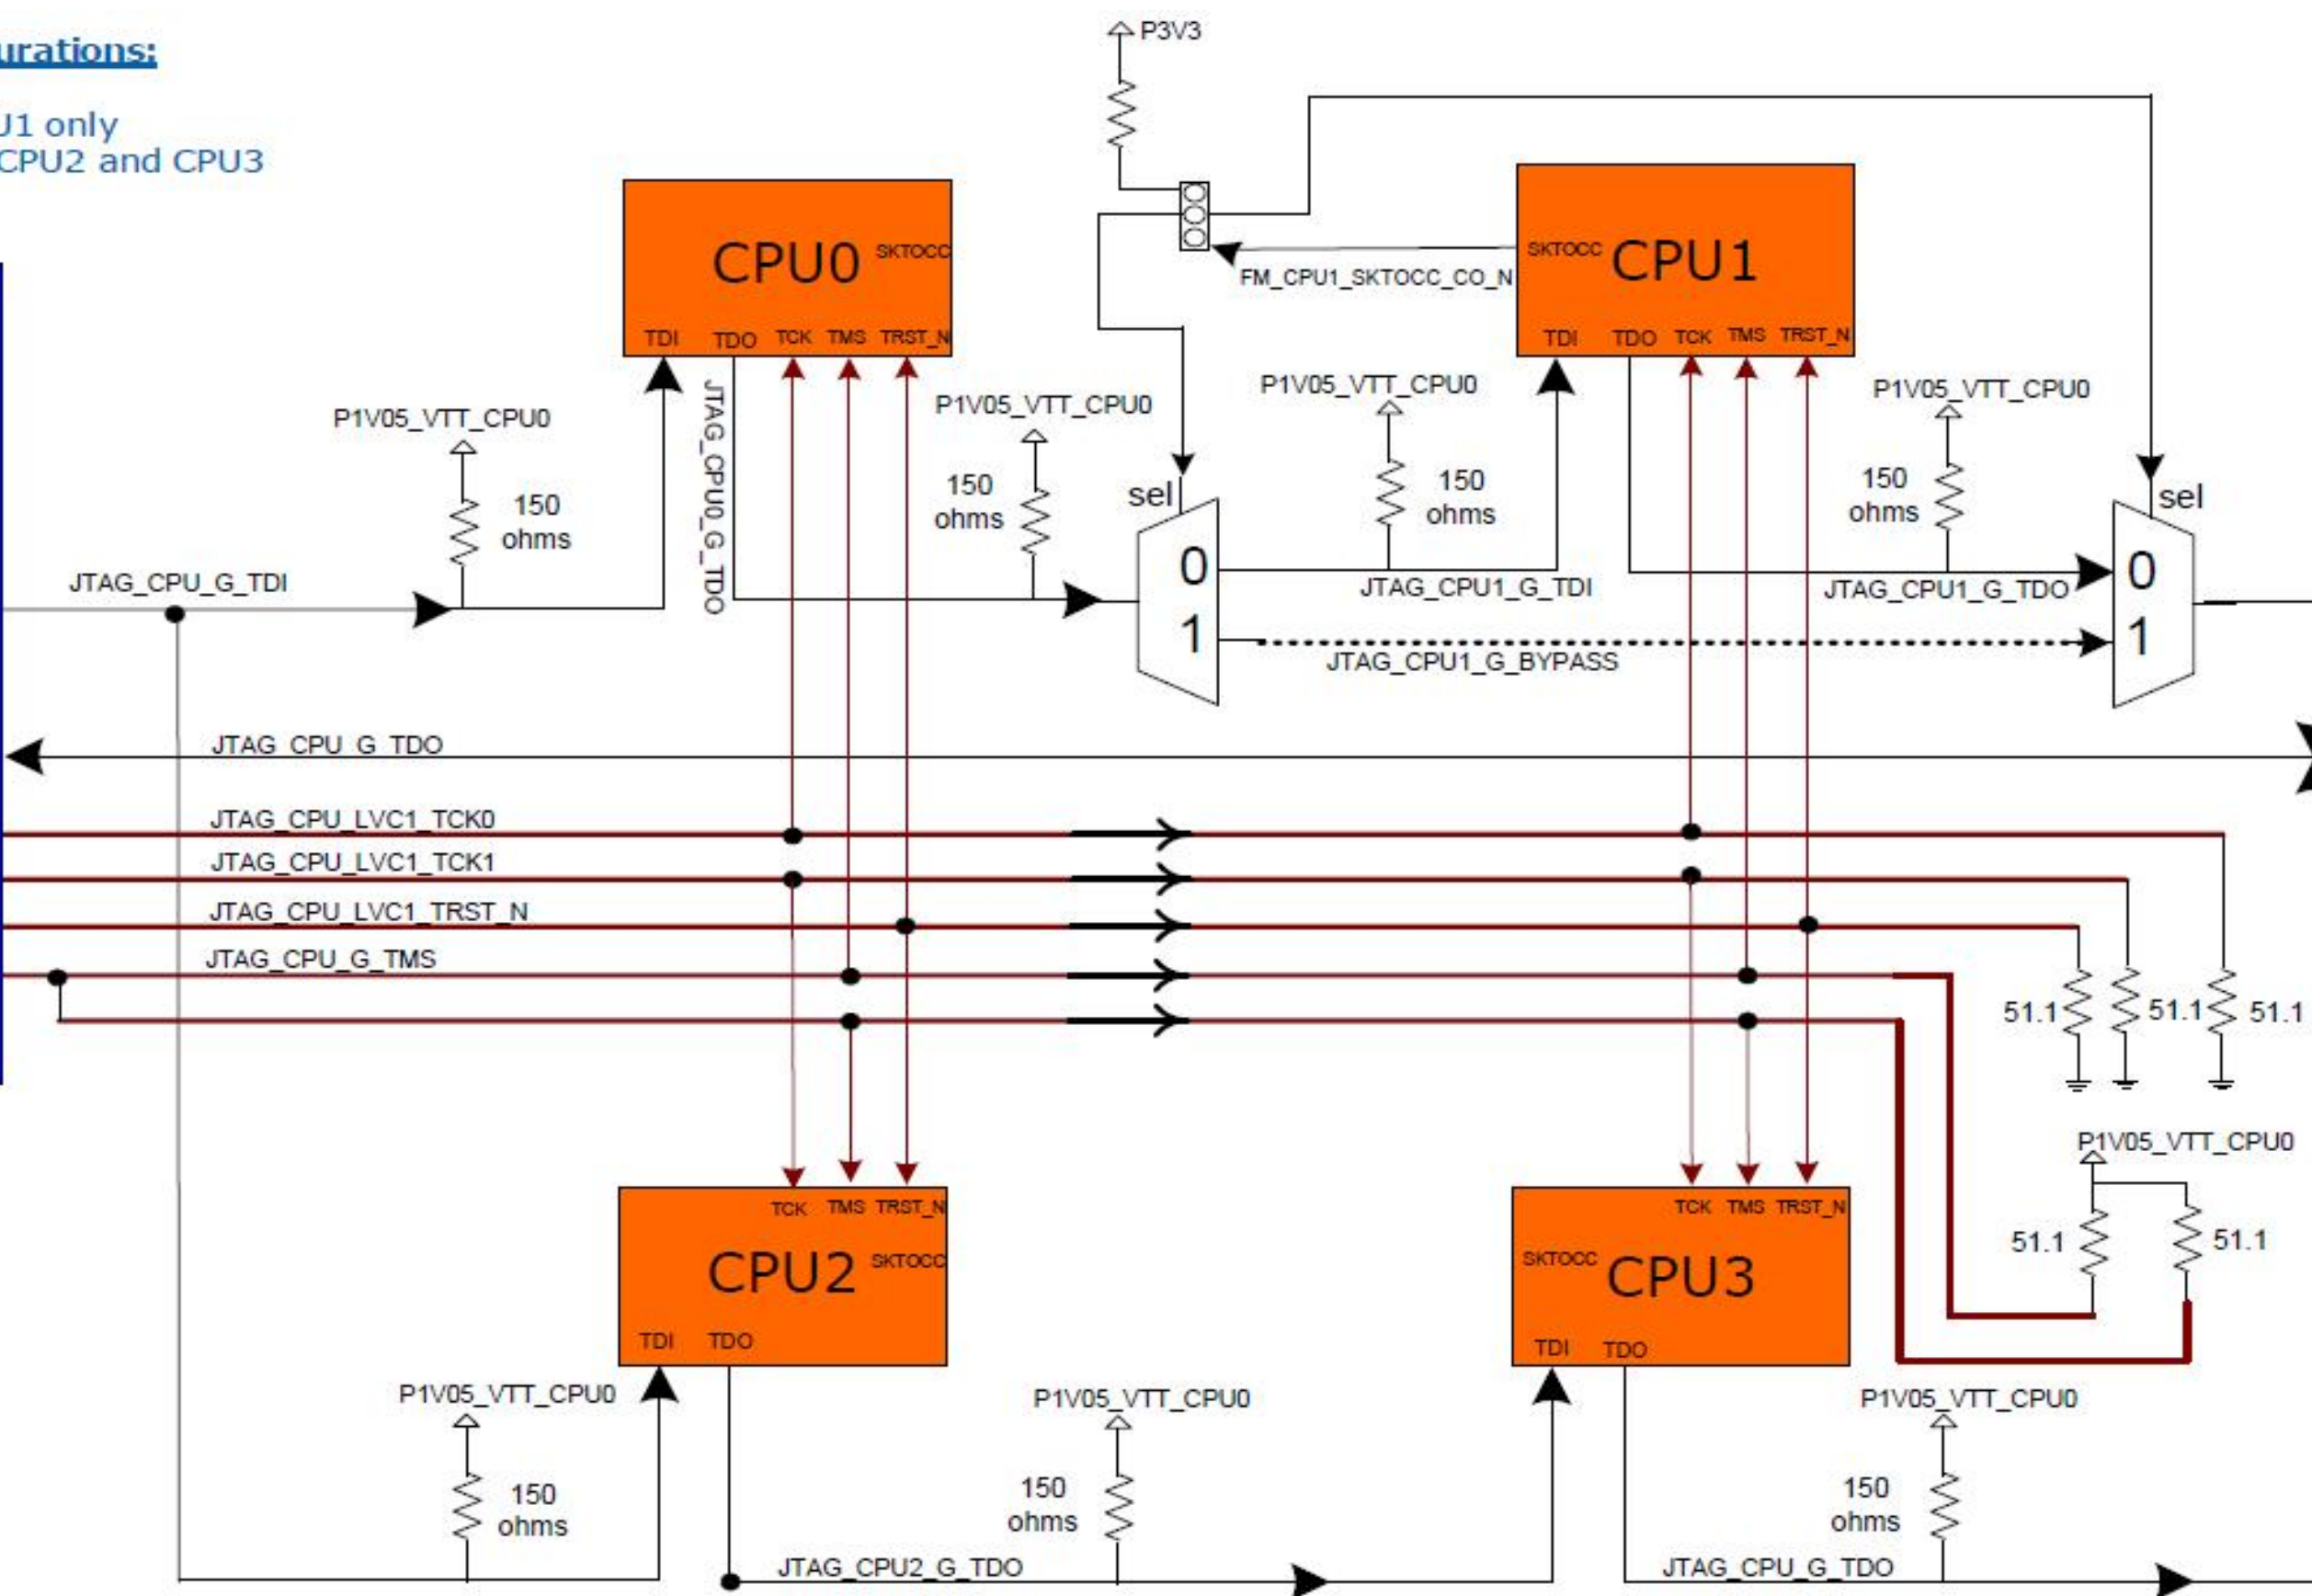 urations:
P3V3
U1 only
CPU2 and CPU3
CPU0
SKTOCC
TDI
TDO
TCK
TMS
TRST_N
SKTOCC
CPU1
FM_CPU1_SKTOCC_CO_N
TDI
TDO
TCK
TMS
TRST_N
P1V05_VTT_CPU0
150
ohms
JTAG_CPU0_G_TDO
P1V05_VTT_CPU0
150
ohms
sel
0
1
P1V05_VTT_CPU0
150
ohms
P1V05_VTT_CPU0
150
ohms
sel
0
1
JTAG_CPU_G_TDI
JTAG_CPU1_G_TDI
JTAG_CPU1_G_TDO
JTAG_CPU1_G_BYPASS
JTAG_CPU_G_TDO
JTAG_CPU_LVC1_TCK0
JTAG_CPU_LVC1_TCK1
JTAG_CPU_LVC1_TRST_N
JTAG_CPU_G_TMS
51.1
51.1
51.1
P1V05_VTT_CPU0
51.1
51.1
TCK
TMS
TRST_N
CPU2
SKTOCC
TDI
TDO
TCK
TMS
TRST_N
SKTOCC
CPU3
TDI
TDO
P1V05_VTT_CPU0
150
ohms
P1V05_VTT_CPU0
150
ohms
P1V05_VTT_CPU0
150
ohms
JTAG_CPU2_G_TDO
JTAG_CPU_G_TDO